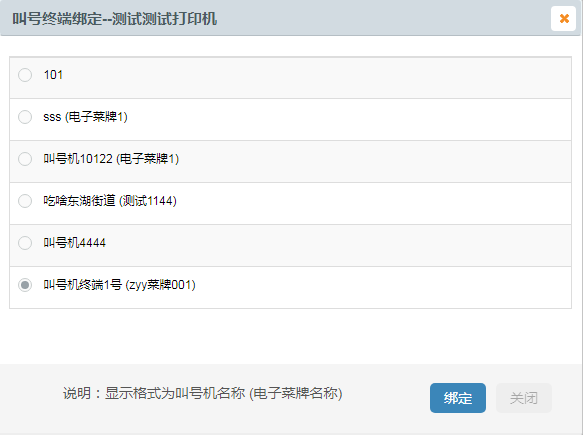 叫号终端绑定--测试测试打印机
101
sss (电子菜牌1)
叫号机10122 (电子菜牌1)
吃啥东湖街道 (测试1144)
叫号机4444
叫号机终端1号 (zyy菜牌001)
说明：显示格式为叫号机名称 (电子菜牌名称)
绑定 关闭